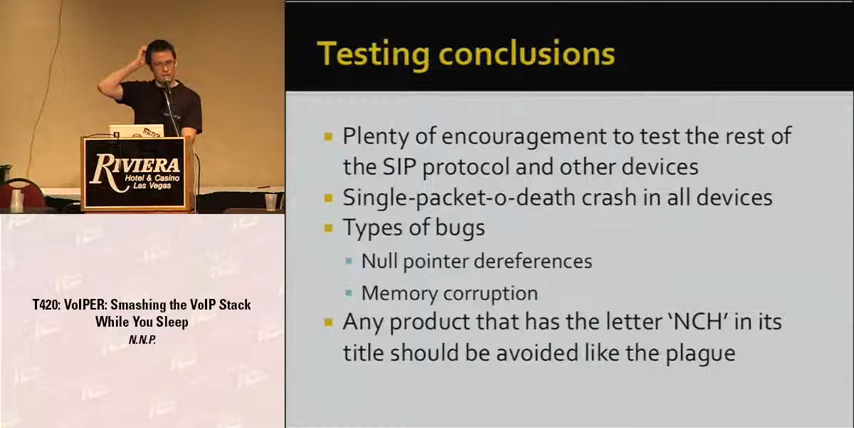 RIVIERA
Hotel & Casino
Las Vegas
T420: VoIPER: Smashing the VoIP Stack
While You Sleep
N.N.P.
Testing conclusions
Plenty of encouragement to test the rest of
the SIP protocol and other devices
Single-packet-o-death crash in all devices
Types of bugs
Null pointer dereferences
Memory corruption
Any product that has the letter ‘NCH’ in its
title should be avoided like the plague